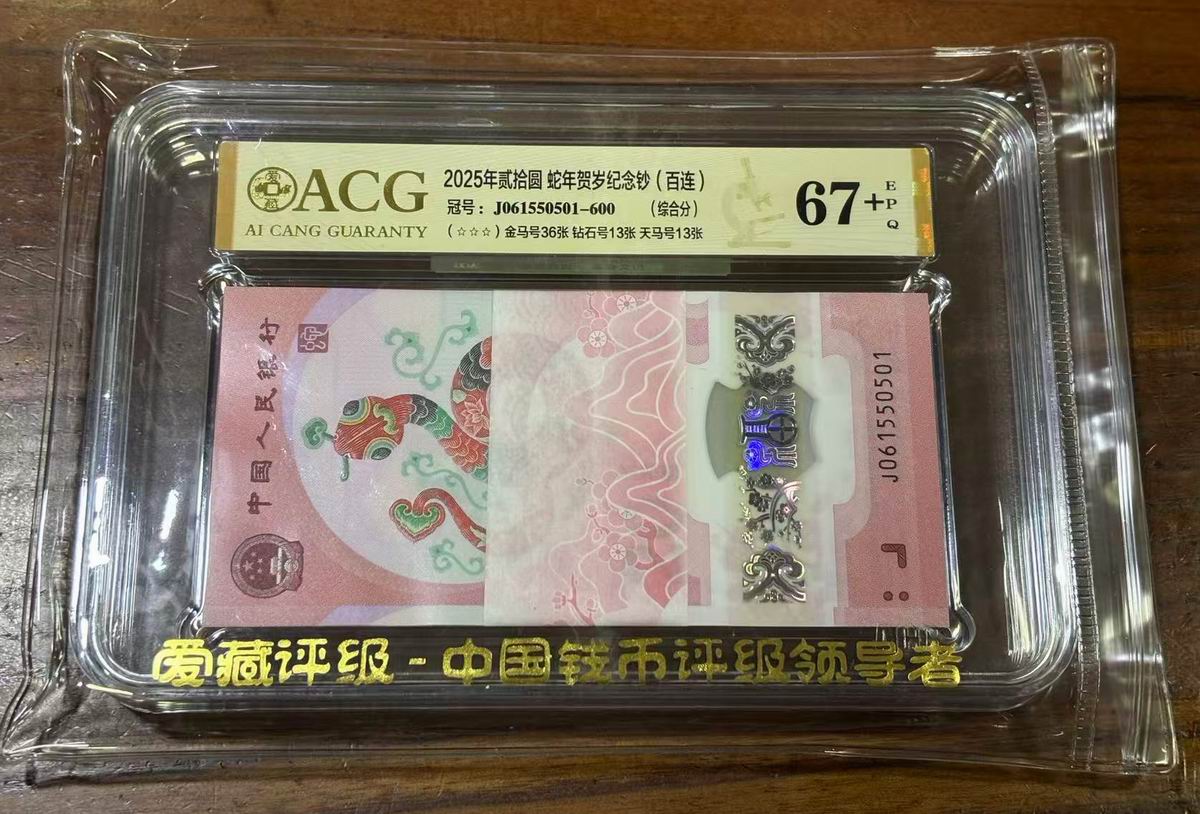 ACG
AI CANG GUARANTY
2025年贰拾圆 蛇年贺岁纪念钞(百连)
冠号:J061550501-600 (综合分)
(☆☆☆)金马号36张 钻石号13张 天马号13张
67+
EPQ
中国人民银行
J061550501
爱藏评级-中国钱币评级领导者